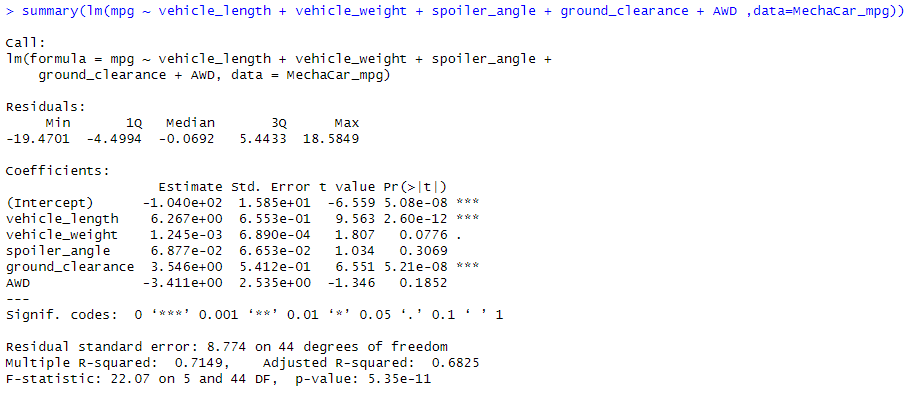 > summary(lm(mpg ~ vehicle_length + vehicle_weight + spoiler_angle + ground_clearance + AWD ,data=MechaCar_mpg))
Call:
lm(formula = mpg ~ vehicle_length + vehicle_weight + spoiler_angle +
    ground_clearance + AWD, data = MechaCar_mpg)
Residuals:
     Min       1Q   Median       3Q      Max
-19.4701  -4.4994  -0.0692   5.4433  18.5849
Coefficients:
                   Estimate Std. Error t value Pr(>|t|)
(Intercept)      -1.040e+02  1.585e+01  -6.559 5.08e-08 ***
vehicle_length    6.267e+00  6.553e-01   9.563 2.60e-12 ***
vehicle_weight    1.245e-03  6.890e-04   1.807   0.0776 .
spoiler_angle     6.877e-02  6.653e-02   1.034   0.3069
ground_clearance  3.546e+00  5.412e-01   6.551 5.21e-08 ***
AWD              -3.411e+00  2.535e+00  -1.346   0.1852
---
Signif. codes:  0 ‘***’ 0.001 ‘**’ 0.01 ‘*’ 0.05 ‘.’ 0.1 ‘ ’ 1
Residual standard error: 8.774 on 44 degrees of freedom
Multiple R-squared:  0.7149,	Adjusted R-squared:  0.6825
F-statistic: 22.07 on 5 and 44 DF,  p-value: 5.35e-11